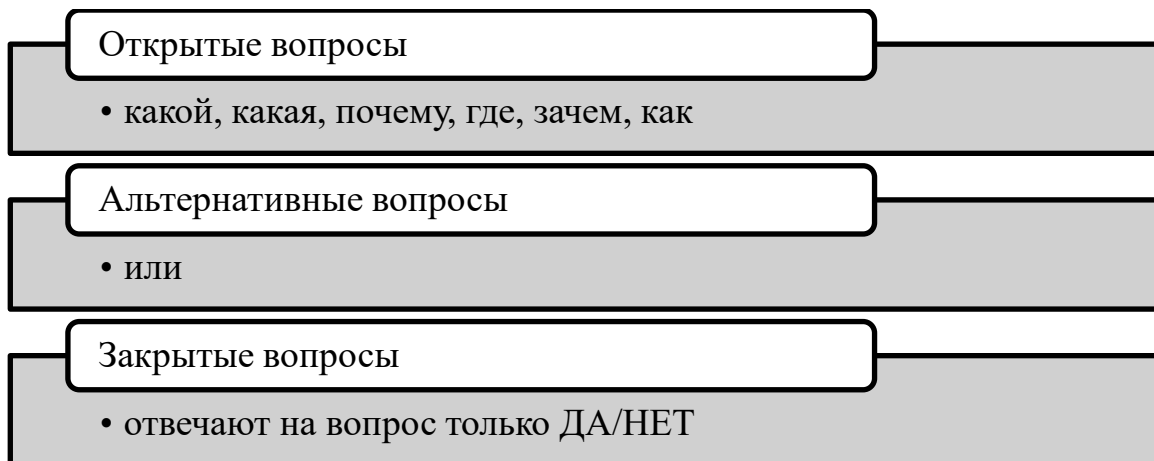 Открытые вопросы
• какой, какая, почему, где, зачем, как
Альтернативные вопросы
• или
Закрытые вопросы
• отвечают на вопрос только ДА/НЕТ